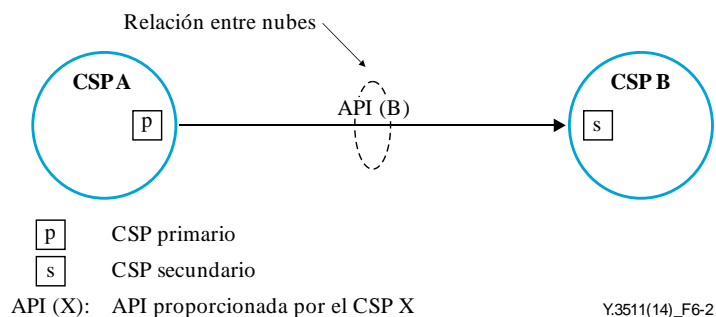 Relación entre nubes
CSP A
CSP B
API (B)
p
s
p CSP primario
s CSP secundario
API (X): API proporcionada por el CSP X
Y.3511(14)_F6-2